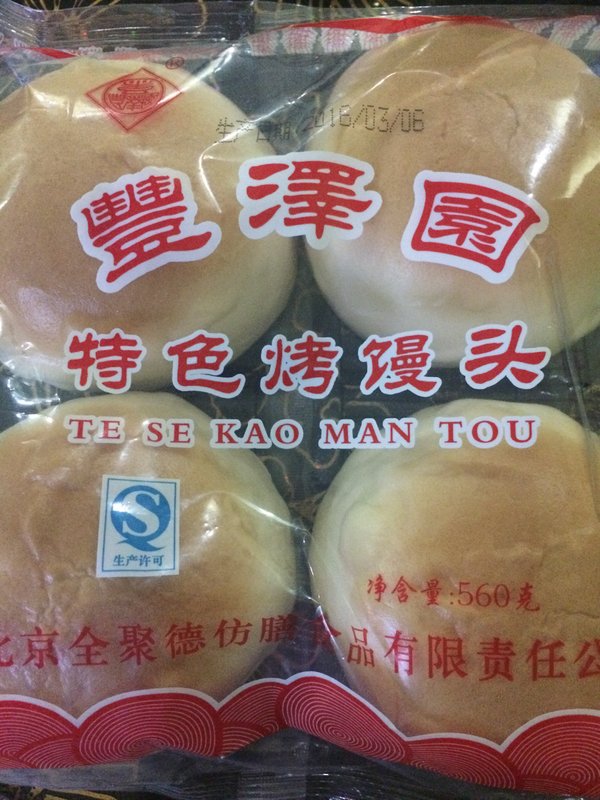 ®
生产日期 2016/03/06
豐澤園
特色烤馒头
TE SE KAO MAN TOU
生产许可
净含量:560克
北京全聚德仿膳食品有限责任公